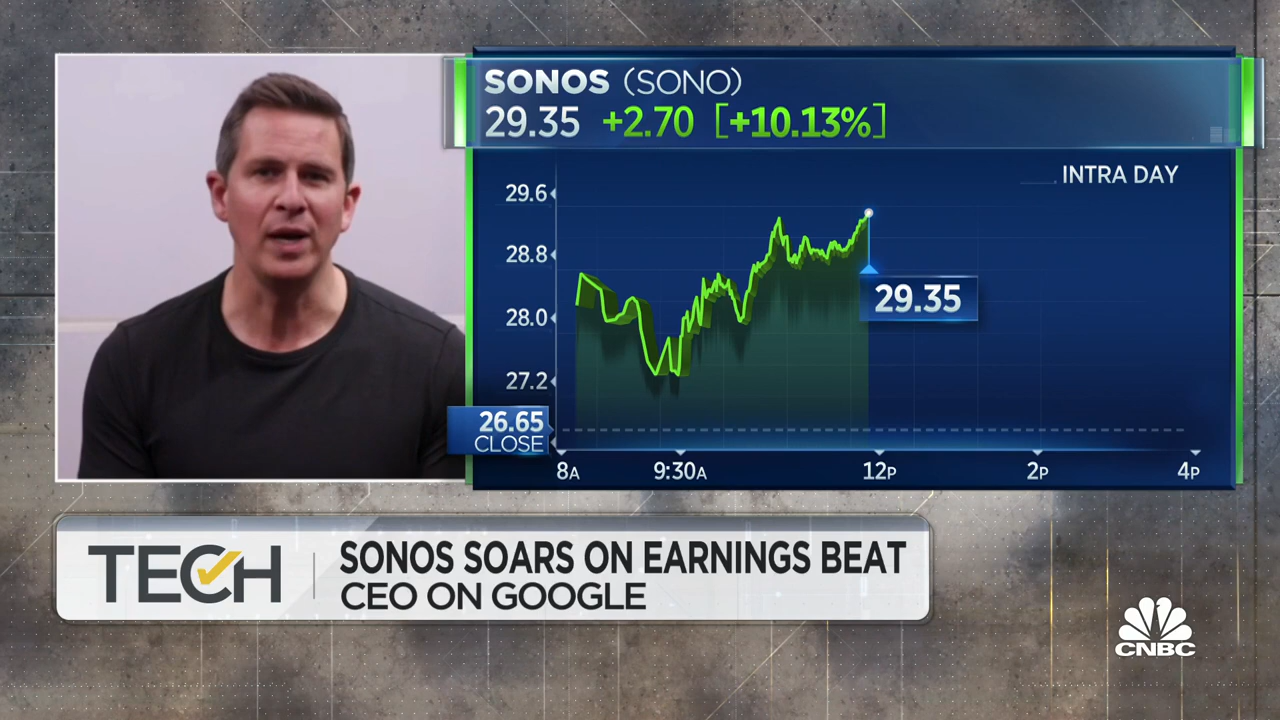 SONOS (SONO)
29.35 +2.70 [+10.13%]
INTRA DAY
29.6
28.8
28.0
27.2
29.35
26.65
CLOSE
8A 9:30A 12P 2P 4P
TECH
SONOS SOARS ON EARNINGS BEAT
CEO ON GOOGLE
CNBC